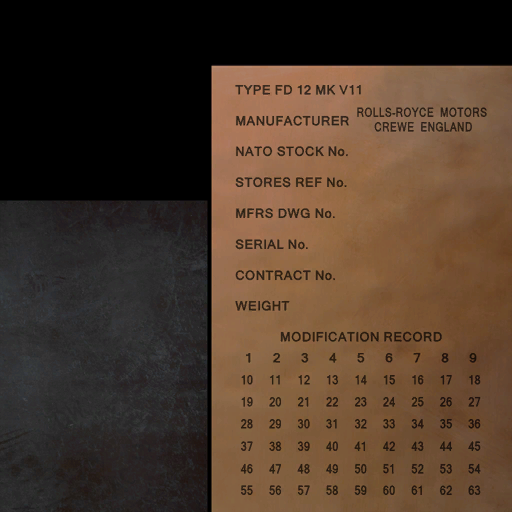 TYPE FD 12 MK V11
MANUFACTURER ROLLS-ROYCE MOTORS
CREWE ENGLAND
NATO STOCK No.
STORES REF No.
MFRS DWG No.
SERIAL No.
CONTRACT No.
WEIGHT
MODIFICATION RECORD
1 2 3 4 5 6 7 8 9
10 11 12 13 14 15 16 17 18
19 20 21 22 23 24 25 26 27
28 29 30 31 32 33 34 35 36
37 38 39 40 41 42 43 44 45
46 47 48 49 50 51 52 53 54
55 56 57 58 59 60 61 62 63